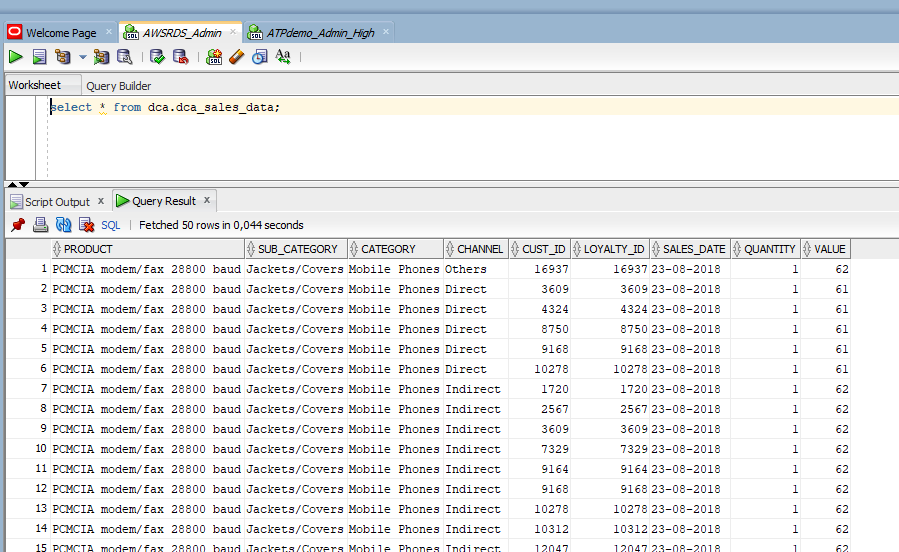 Welcome Page × AWSRDS_Admin × ATPdemo_Admin_High ×
Worksheet Query Builder
select * from dca.dca_sales_data;
Script Output × Query Result ×
SQL | Fetched 50 rows in 0,044 seconds
PRODUCT SUB_CATEGORY CATEGORY CHANNEL CUST_ID LOYALTY_ID SALES_DATE QUANTITY VALUE
1 PCMCIA modem/fax 28800 baud Jackets/Covers Mobile Phones Others 16937 16937 23-08-2018 1 62
2 PCMCIA modem/fax 28800 baud Jackets/Covers Mobile Phones Direct 3609 3609 23-08-2018 1 61
3 PCMCIA modem/fax 28800 baud Jackets/Covers Mobile Phones Direct 4324 4324 23-08-2018 1 61
4 PCMCIA modem/fax 28800 baud Jackets/Covers Mobile Phones Direct 8750 8750 23-08-2018 1 61
5 PCMCIA modem/fax 28800 baud Jackets/Covers Mobile Phones Direct 9168 9168 23-08-2018 1 61
6 PCMCIA modem/fax 28800 baud Jackets/Covers Mobile Phones Direct 10278 10278 23-08-2018 1 61
7 PCMCIA modem/fax 28800 baud Jackets/Covers Mobile Phones Indirect 1720 1720 23-08-2018 1 62
8 PCMCIA modem/fax 28800 baud Jackets/Covers Mobile Phones Indirect 2567 2567 23-08-2018 1 62
9 PCMCIA modem/fax 28800 baud Jackets/Covers Mobile Phones Indirect 3609 3609 23-08-2018 1 62
10 PCMCIA modem/fax 28800 baud Jackets/Covers Mobile Phones Indirect 7329 7329 23-08-2018 1 62
11 PCMCIA modem/fax 28800 baud Jackets/Covers Mobile Phones Indirect 9164 9164 23-08-2018 1 62
12 PCMCIA modem/fax 28800 baud Jackets/Covers Mobile Phones Indirect 9168 9168 23-08-2018 1 62
13 PCMCIA modem/fax 28800 baud Jackets/Covers Mobile Phones Indirect 10278 10278 23-08-2018 1 62
14 PCMCIA modem/fax 28800 baud Jackets/Covers Mobile Phones Indirect 10312 10312 23-08-2018 1 62
15 PCMCIA modem/fax 28800 baud Jackets/Covers Mobile Phones Indirect 12047 12047 23-08-2018 1 62